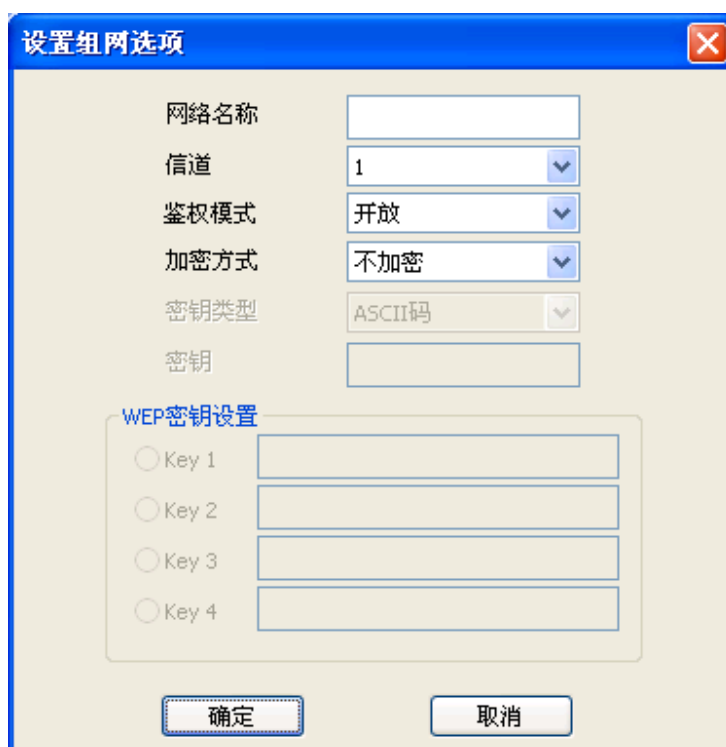 设置组网选项
网络名称
信道 1
鉴权模式 开放
加密方式 不加密
密钥类型 ASCII码
密钥
WEP密钥设置
Key 1
Key 2
Key 3
Key 4
确定 取消